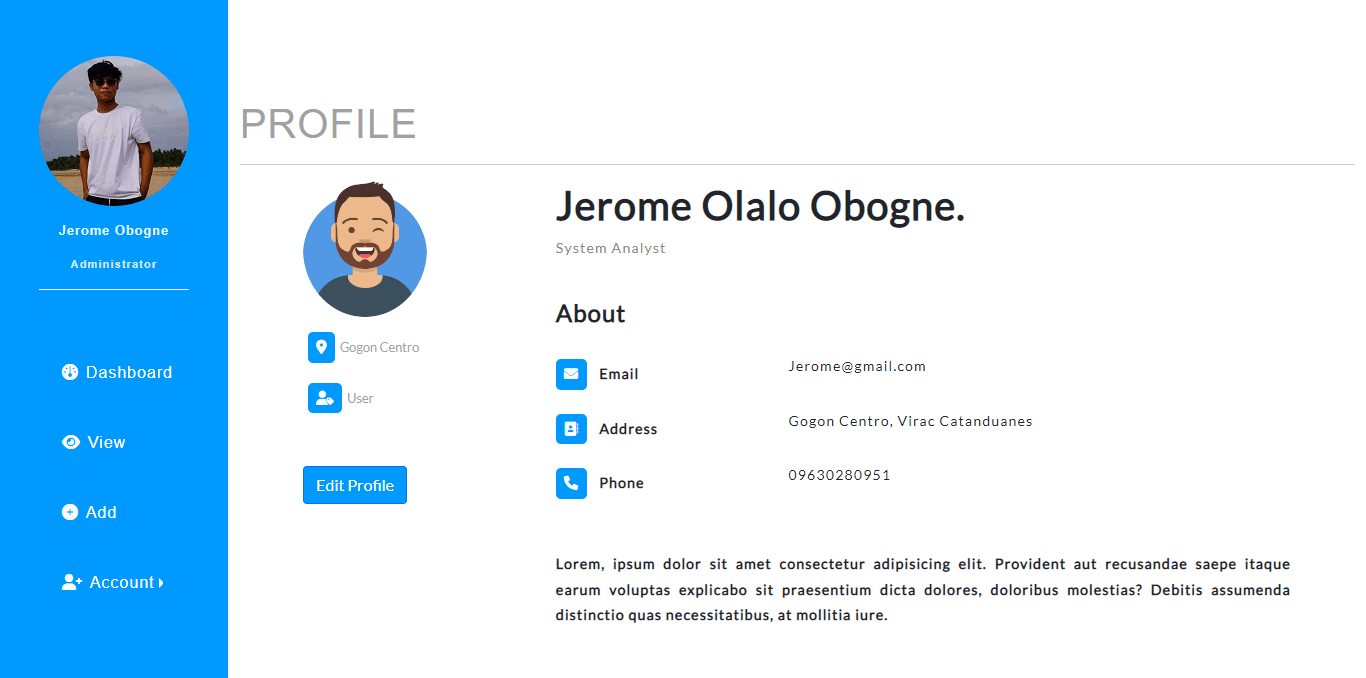 Jerome Obogne
Administrator
Dashboard
View
Add
Account
PROFILE
Gogon Centro
User
Edit Profile
Jerome Olalo Obogne.
System Analyst
About
Email
Jerome@gmail.com
Address
Gogon Centro, Virac Catanduanes
Phone
09630280951
Lorem, ipsum dolor sit amet consectetur adipisicing elit. Provident aut recusandae saepe itaque
earum voluptas explicabo sit praesentium dicta dolores, doloribus molestias? Debitis assumenda
distinctio quas necessitatibus, at mollitia iure.